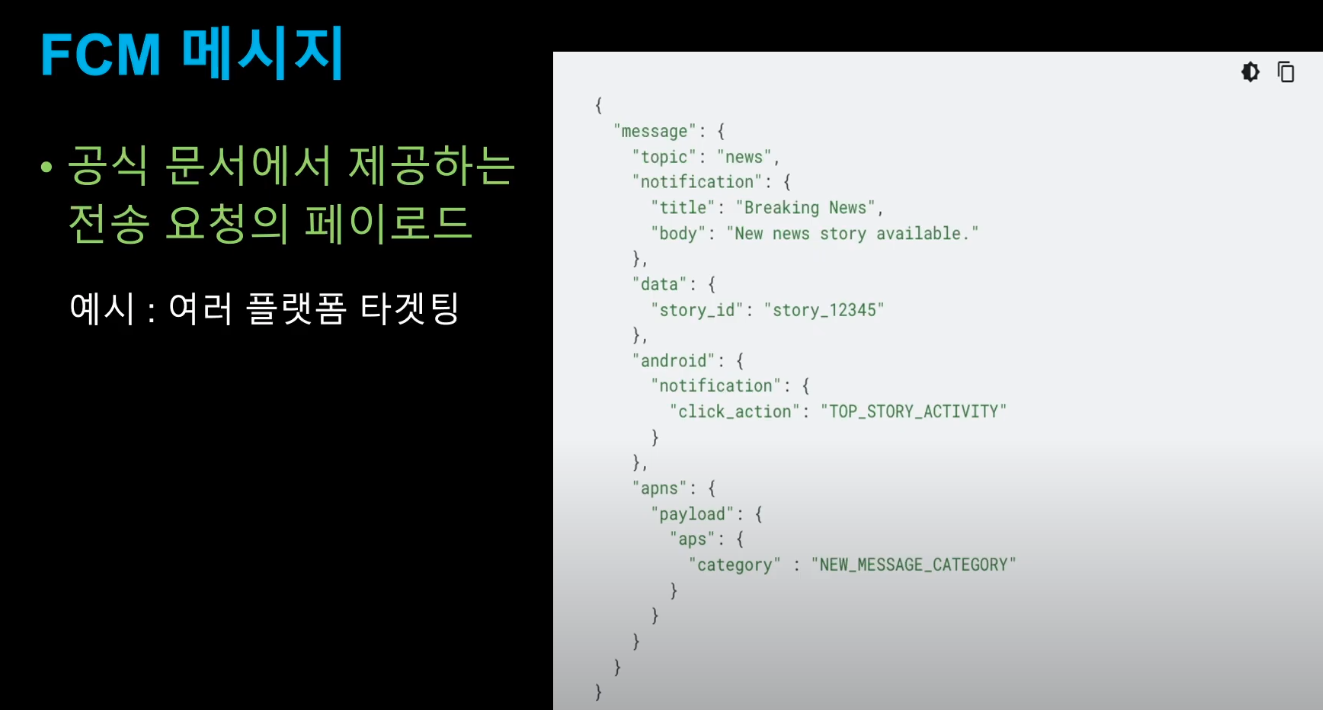 FCM 메시지
• 공식 문서에서 제공하는
전송 요청의 페이로드
예시 : 여러 플랫폼 타겟팅
{
"message": {
"topic": "news",
"notification": {
"title": "Breaking News",
"body": "New news story available."
},
"data": {
"story_id": "story_12345"
},
"android": {
"notification": {
"click_action": "TOP_STORY_ACTIVITY"
}
},
"apns": {
"payload": {
"aps": {
"category" : "NEW_MESSAGE_CATEGORY"
}
}
}
}
}